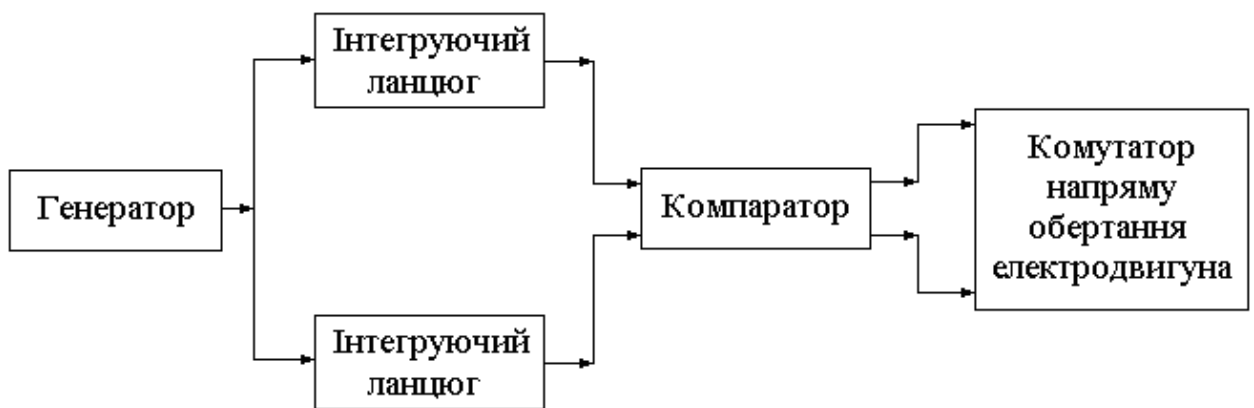 Інтегруючий
ланцюг
Генератор
Компаратор
Комутатор
напряму
обертання
електродвигуна
Інтегруючий
ланцюг